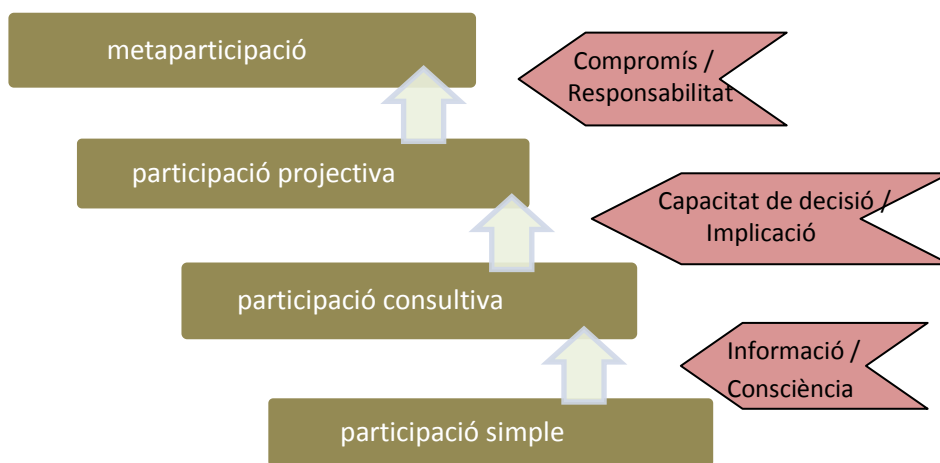 metaparticipació
Compromís /
Responsabilitat
participació projectiva
Capacitat de decisió /
Implicació
participació consultiva
Informació /
Consciència
participació simple